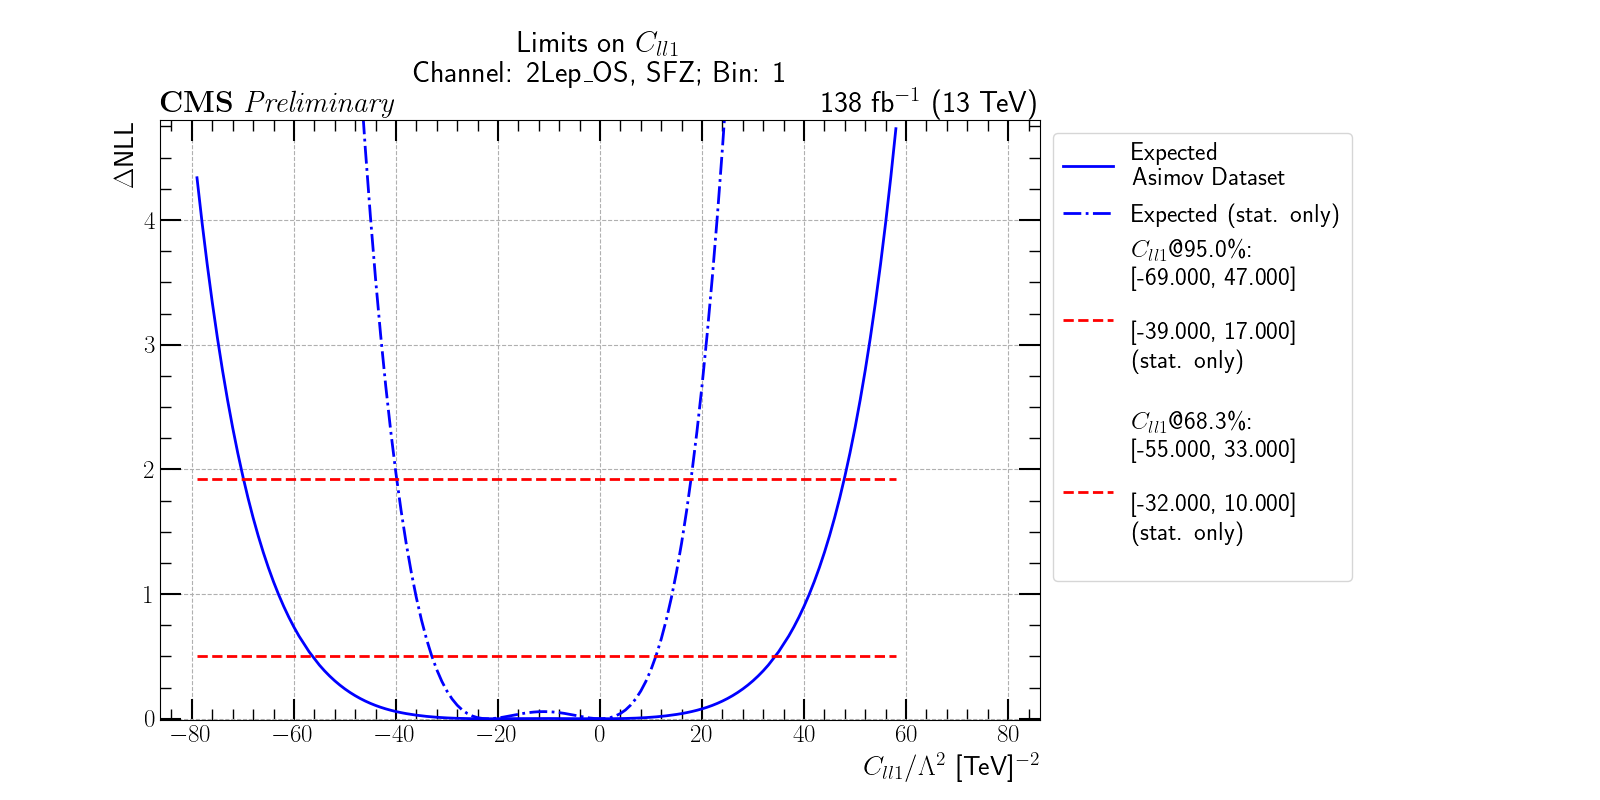 Limits on C_{ll1}
Channel: 2Lep_OS, SFZ; Bin: 1
CMS Preliminary 138 fb⁻¹ (13 TeV)
ΔNLL
4
3
2
1
0
−80 −60 −40 −20 0 20 40 60 80
C_{ll1}/Λ² [TeV]⁻²
Expected
Asimov Dataset
Expected (stat. only)
C_{ll1}@95.0%:
[-69.000, 47.000]
[-39.000, 17.000]
(stat. only)
C_{ll1}@68.3%:
[-55.000, 33.000]
[-32.000, 10.000]
(stat. only)